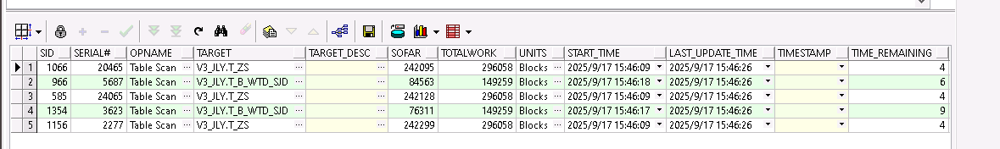 SID SERIAL# OPNAME TARGET TARGET_DESC SOFAR TOTALWORK UNITS START_TIME LAST_UPDATE_TIME TIMESTAMP TIME_REMAINING
1 1066 20465 Table Scan ··· V3_JLY.T_ZS ··· ··· 242095 296058 Blocks ··· 2025/9/17 15:46:09 2025/9/17 15:46:26 4
2 966 5687 Table Scan ··· V3_JLY.T_B_WTD_SJD ··· ··· 84563 149259 Blocks ··· 2025/9/17 15:46:18 2025/9/17 15:46:26 6
3 585 24065 Table Scan ··· V3_JLY.T_ZS ··· ··· 242128 296058 Blocks ··· 2025/9/17 15:46:09 2025/9/17 15:46:26 4
4 1354 3623 Table Scan ··· V3_JLY.T_B_WTD_SJD ··· ··· 76311 149259 Blocks ··· 2025/9/17 15:46:17 2025/9/17 15:46:26 9
5 1156 2277 Table Scan ··· V3_JLY.T_ZS ··· ··· 242299 296058 Blocks ··· 2025/9/17 15:46:09 2025/9/17 15:46:26 4